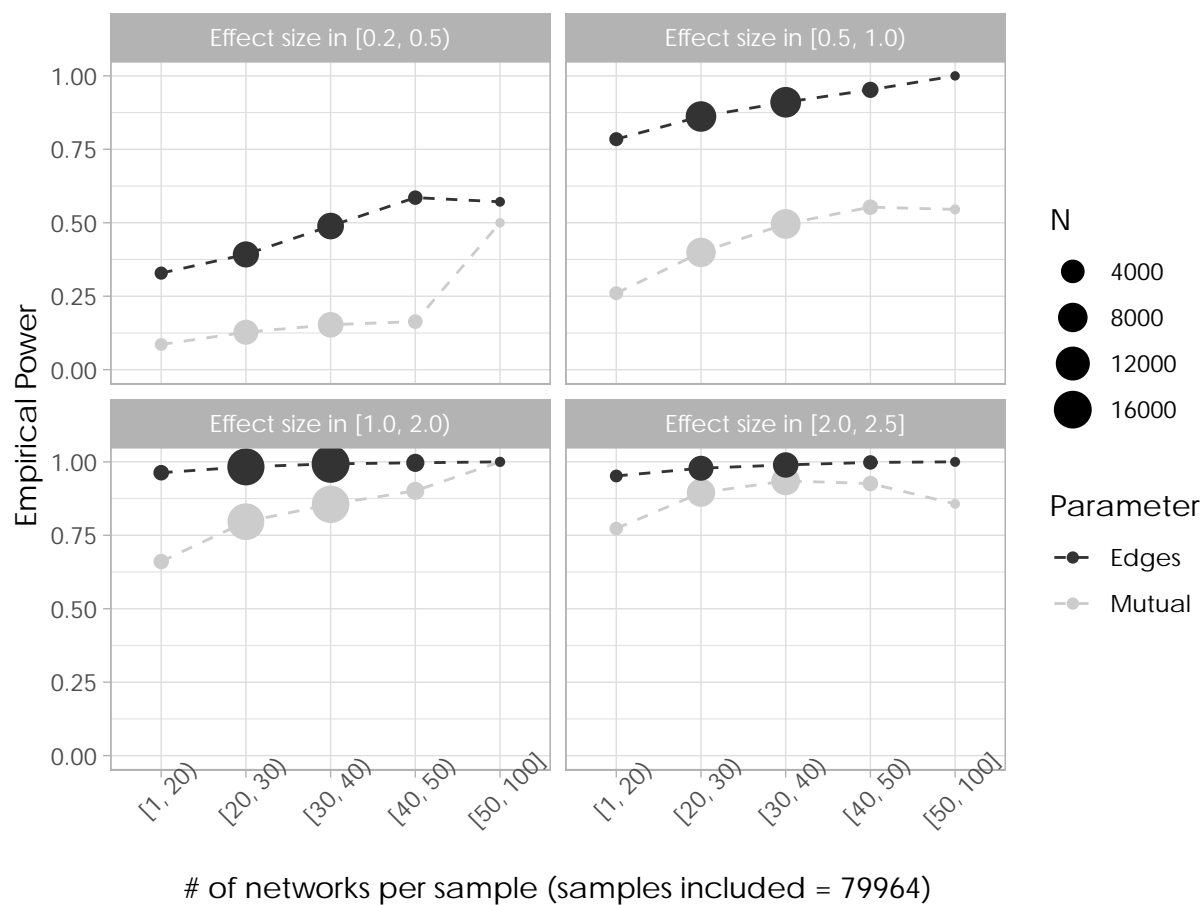 Effect size in [0.2, 0.5)
Effect size in [0.5, 1.0)
1.00
0.75
0.50
0.25
0.00
Effect size in [1.0, 2.0)
Effect size in [2.0, 2.5]
1.00
0.75
0.50
0.25
0.00
Empirical Power
[1, 20)
[20, 30)
[30, 40)
[40, 50)
[50, 100]
[1, 20)
[20, 30)
[30, 40)
[40, 50)
[50, 100]
# of networks per sample (samples included = 79964)
N
4000
8000
12000
16000
Parameter
Edges
Mutual